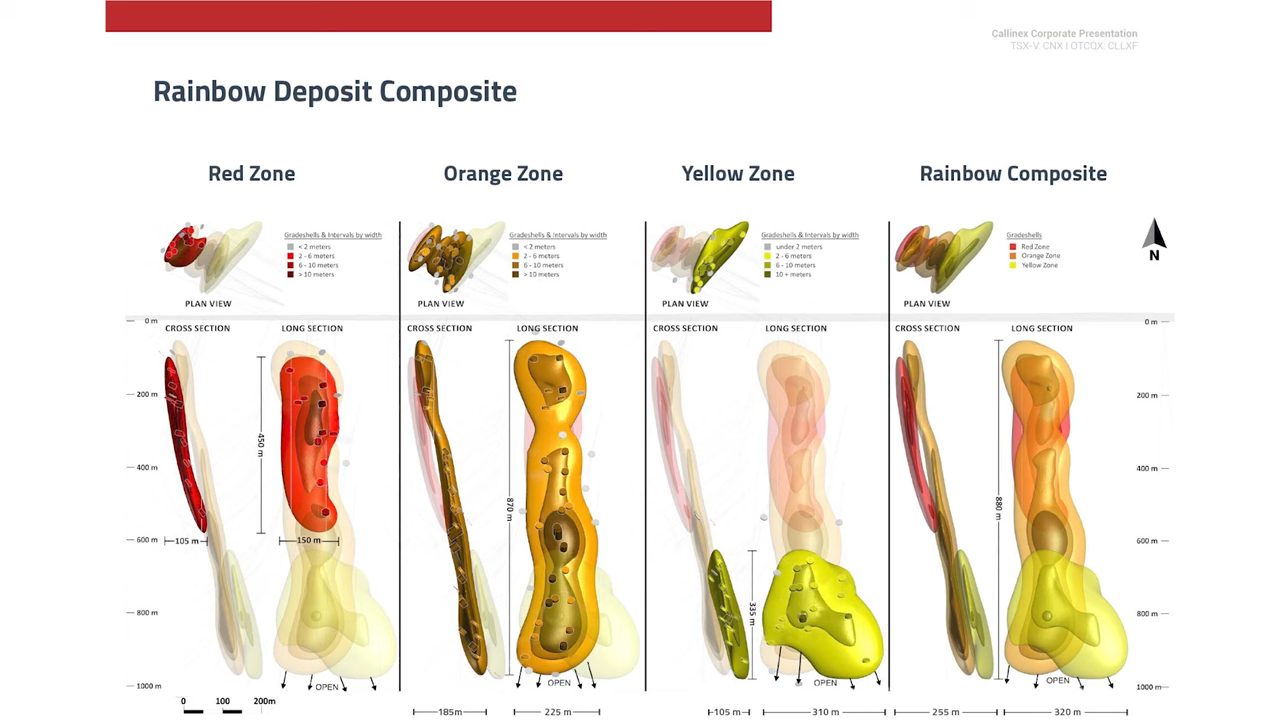 Callinex Corporate Presentation
TSX-V: CNX I OTCQX: CLLXF
Rainbow Deposit Composite
Red Zone
Orange Zone
Yellow Zone
Rainbow Composite
Gradeshells & Intervals by width
< 2 meters
2 - 6 meters
6 - 10 meters
> 10 meters
PLAN VIEW
Gradeshells & Intervals by width
< 2 meters
2 - 6 meters
6 - 10 meters
> 10 meters
PLAN VIEW
Gradeshells & Intervals by width
under 2 meters
2 - 6 meters
6 - 10 meters
10 + meters
PLAN VIEW
Gradeshells
Red Zone
Orange Zone
Yellow Zone
PLAN VIEW
N
0 m
200 m
400 m
600 m
800 m
1000 m
CROSS SECTION
LONG SECTION
450 m
105 m
150 m
OPEN
0 100 200m
CROSS SECTION
LONG SECTION
870 m
OPEN
185m
225 m
CROSS SECTION
LONG SECTION
335 m
OPEN
105 m
310 m
CROSS SECTION
LONG SECTION
880 m
OPEN
255 m
320 m
0 m
200 m
400 m
600 m
800 m
1000 m